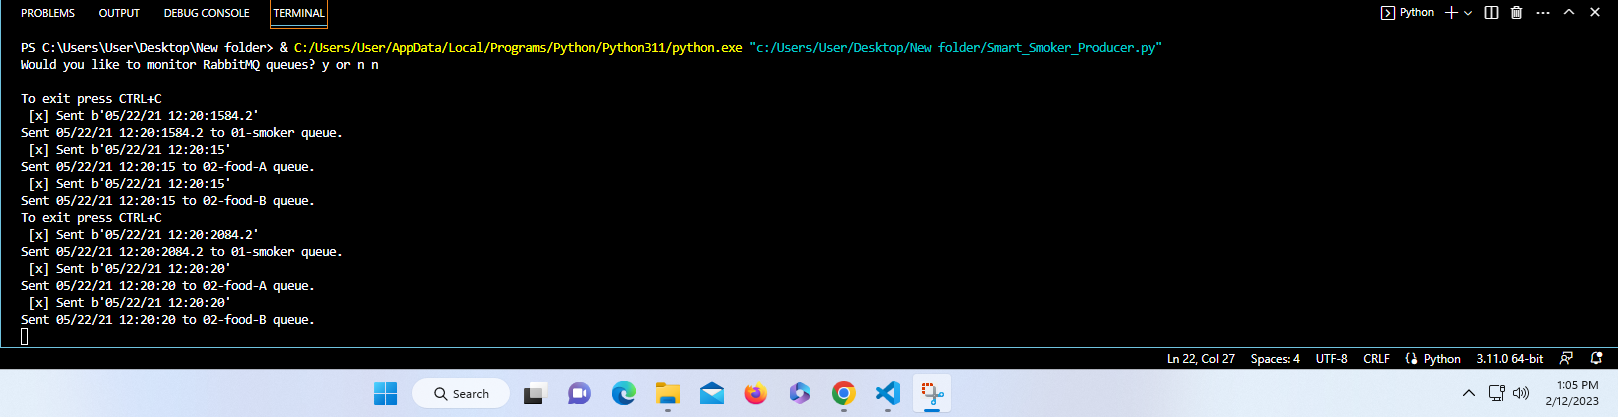 PROBLEMS OUTPUT DEBUG CONSOLE TERMINAL Python
PS C:\Users\User\Desktop\New folder> & C:/Users/User/AppData/Local/Programs/Python/Python311/python.exe "c:/Users/User/Desktop/New folder/Smart_Smoker_Producer.py"
Would you like to monitor RabbitMQ queues? y or n n
To exit press CTRL+C
[x] Sent b'05/22/21 12:20:1584.2'
Sent 05/22/21 12:20:1584.2 to 01-smoker queue.
[x] Sent b'05/22/21 12:20:15'
Sent 05/22/21 12:20:15 to 02-food-A queue.
[x] Sent b'05/22/21 12:20:15'
Sent 05/22/21 12:20:15 to 02-food-B queue.
To exit press CTRL+C
[x] Sent b'05/22/21 12:20:2084.2'
Sent 05/22/21 12:20:2084.2 to 01-smoker queue.
[x] Sent b'05/22/21 12:20:20'
Sent 05/22/21 12:20:20 to 02-food-A queue.
[x] Sent b'05/22/21 12:20:20'
Sent 05/22/21 12:20:20 to 02-food-B queue.
Ln 22, Col 27 Spaces: 4 UTF-8 CRLF Python 3.11.0 64-bit
Search
1:05 PM
2/12/2023